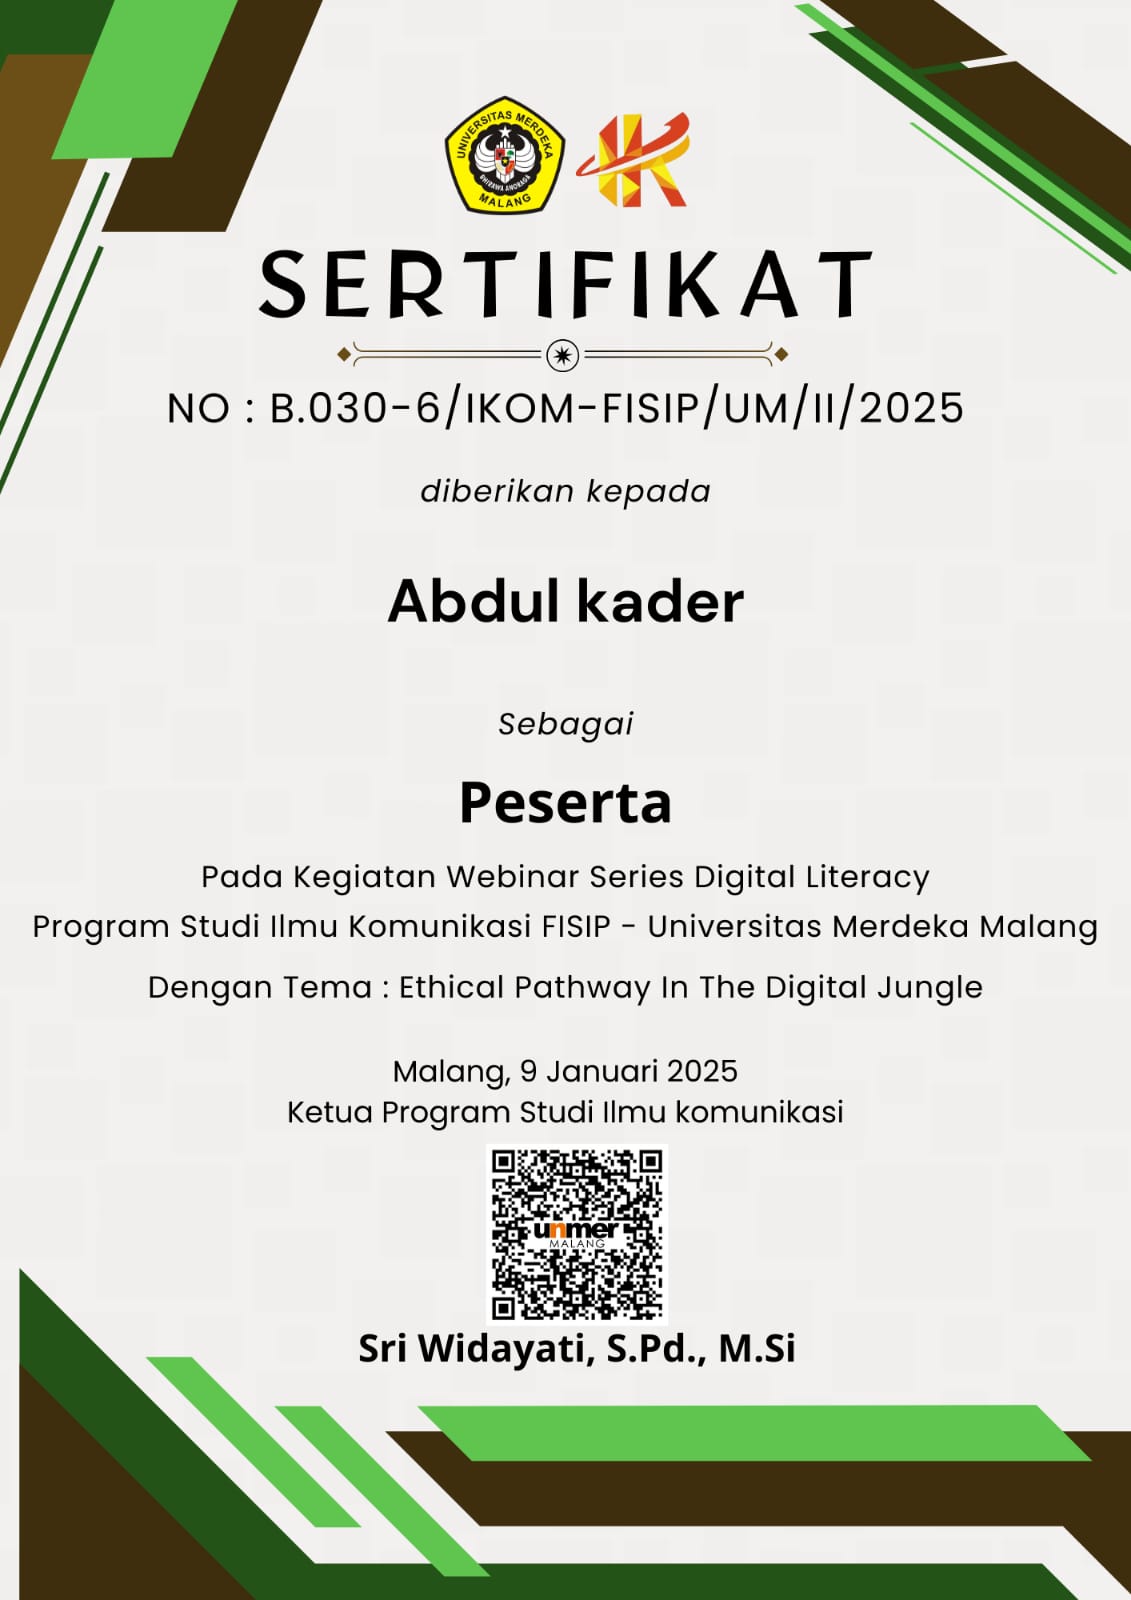 UNIVERSITAS MERDEKA
DHIRAWA ANORAGA
MALANG
SERTIFIKAT
NO : B.030-6/IKOM-FISIP/UM/II/2025
diberikan kepada
Abdul kader
Sebagai
Peserta
Pada Kegiatan Webinar Series Digital Literacy
Program Studi Ilmu Komunikasi FISIP - Universitas Merdeka Malang
Dengan Tema : Ethical Pathway In The Digital Jungle
Malang, 9 Januari 2025
Ketua Program Studi Ilmu komunikasi
unmer
MALANG
Sri Widayati, S.Pd., M.Si